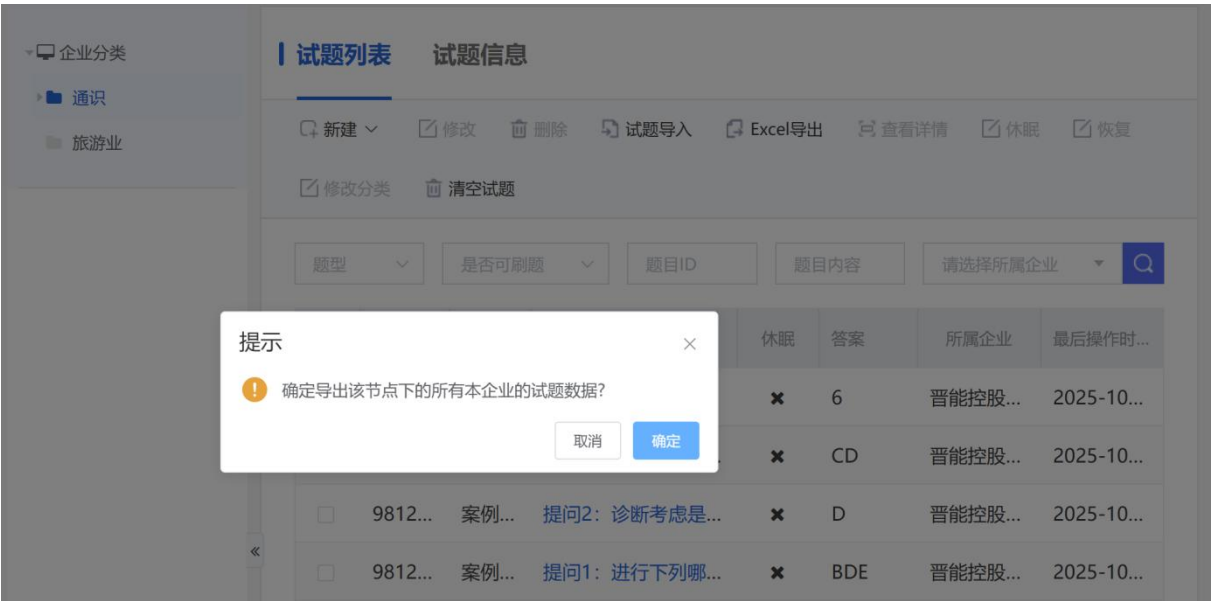 企业分类
通识
旅游业
试题列表 试题信息
新建 修改 删除 试题导入 Excel导出 查看详情 休眠 恢复
修改分类 清空试题
题型 是否可刷题 题目ID 题目内容 请选择所属企业
休眠 答案 所属企业 最后操作时...
提示
确定导出该节点下的所有本企业的试题数据?
取消 确定
6 晋能控股... 2025-10...
CD 晋能控股... 2025-10...
9812... 案例... 提问2：诊断考虑是... D 晋能控股... 2025-10...
9812... 案例... 提问1：进行下列哪... BDE 晋能控股... 2025-10...